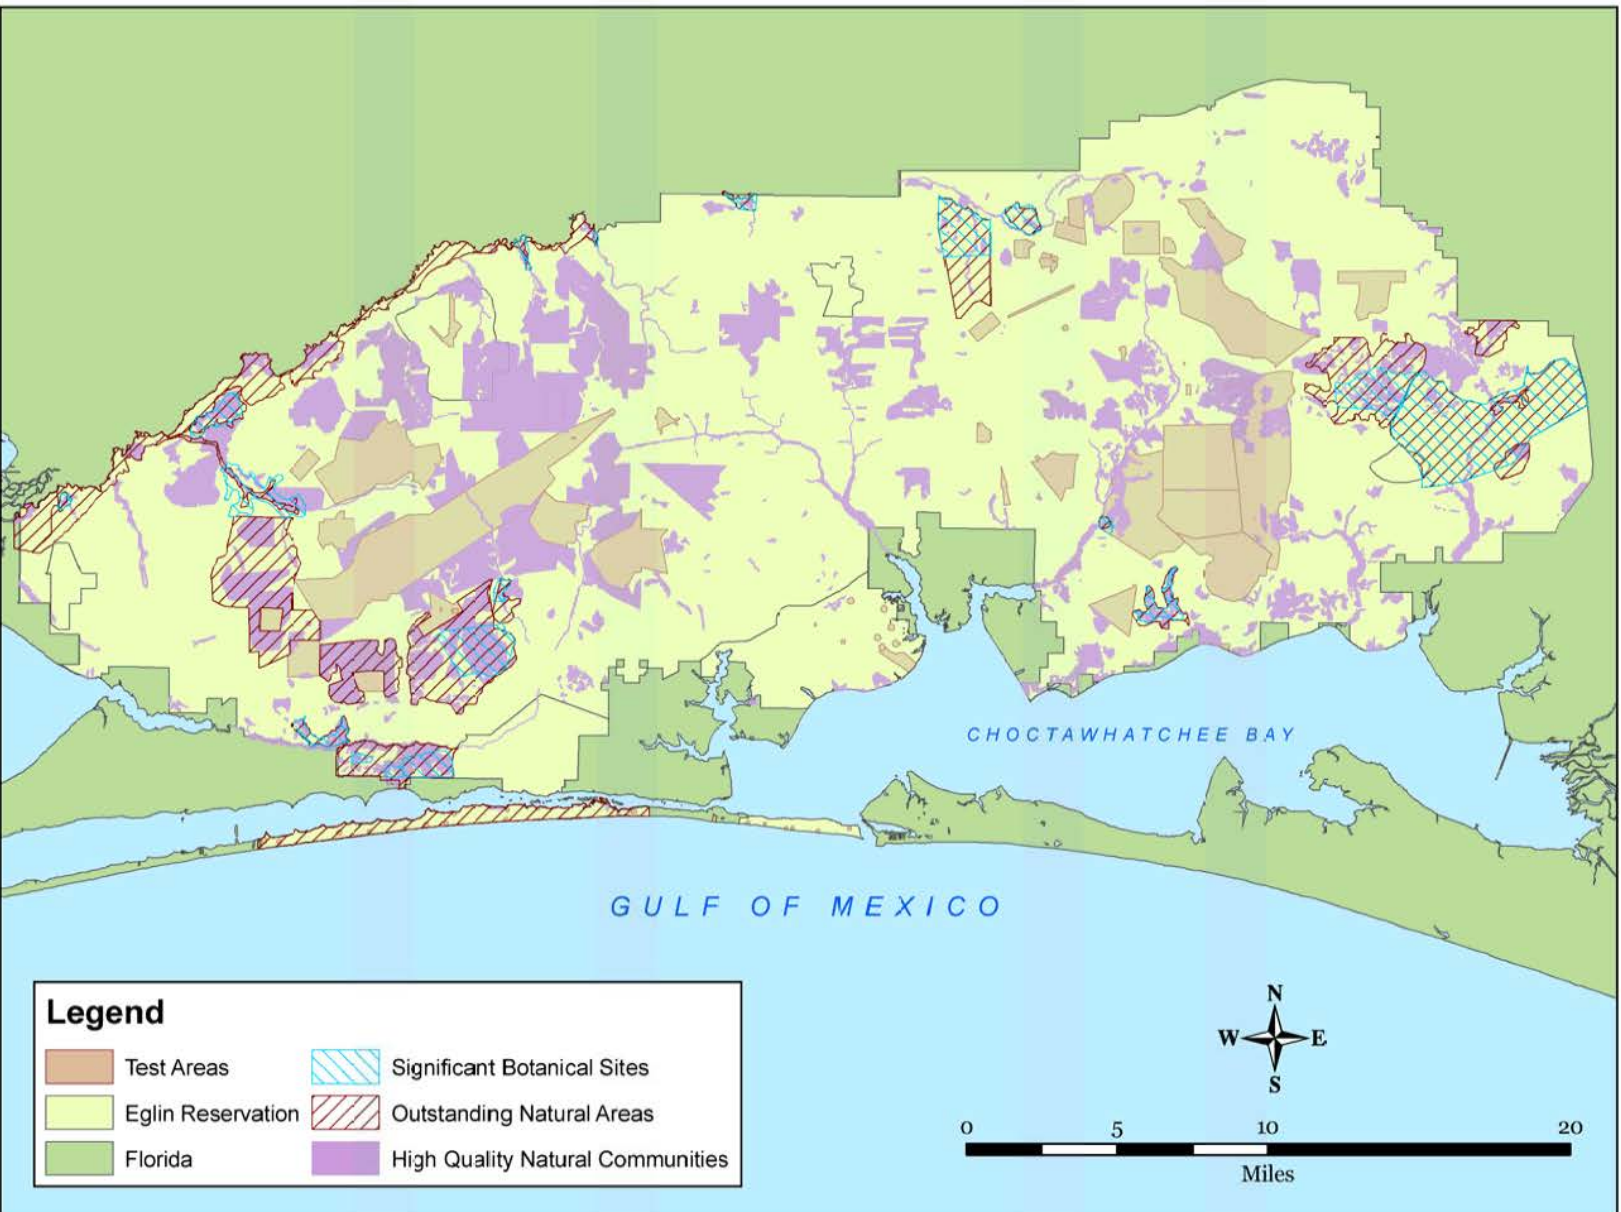 CHOCTAWHATCHEE BAY
GULF OF MEXICO
Legend
Test Areas
Significant Botanical Sites
Eglin Reservation
Outstanding Natural Areas
Florida
High Quality Natural Communities
N
W E
S
0 5 10 20
Miles